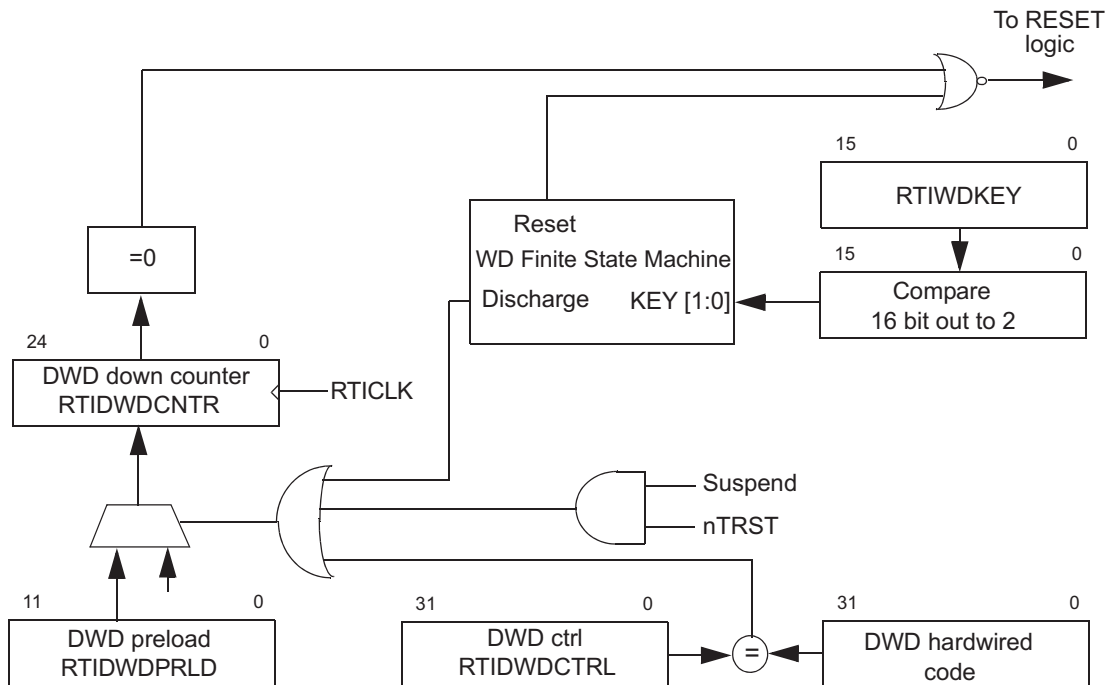 To RESET
logic
15 0
RTIWDKEY
Reset
WD Finite State Machine
Discharge KEY [1:0]
15 0
Compare
16 bit out to 2
=0
24 0
DWD down counter
RTIDWDCNTR
RTICLK
Suspend
nTRST
11 0
DWD preload
RTIDWDPRLD
31 0
DWD ctrl
RTIDWDCTRL
=
31 0
DWD hardwired
code